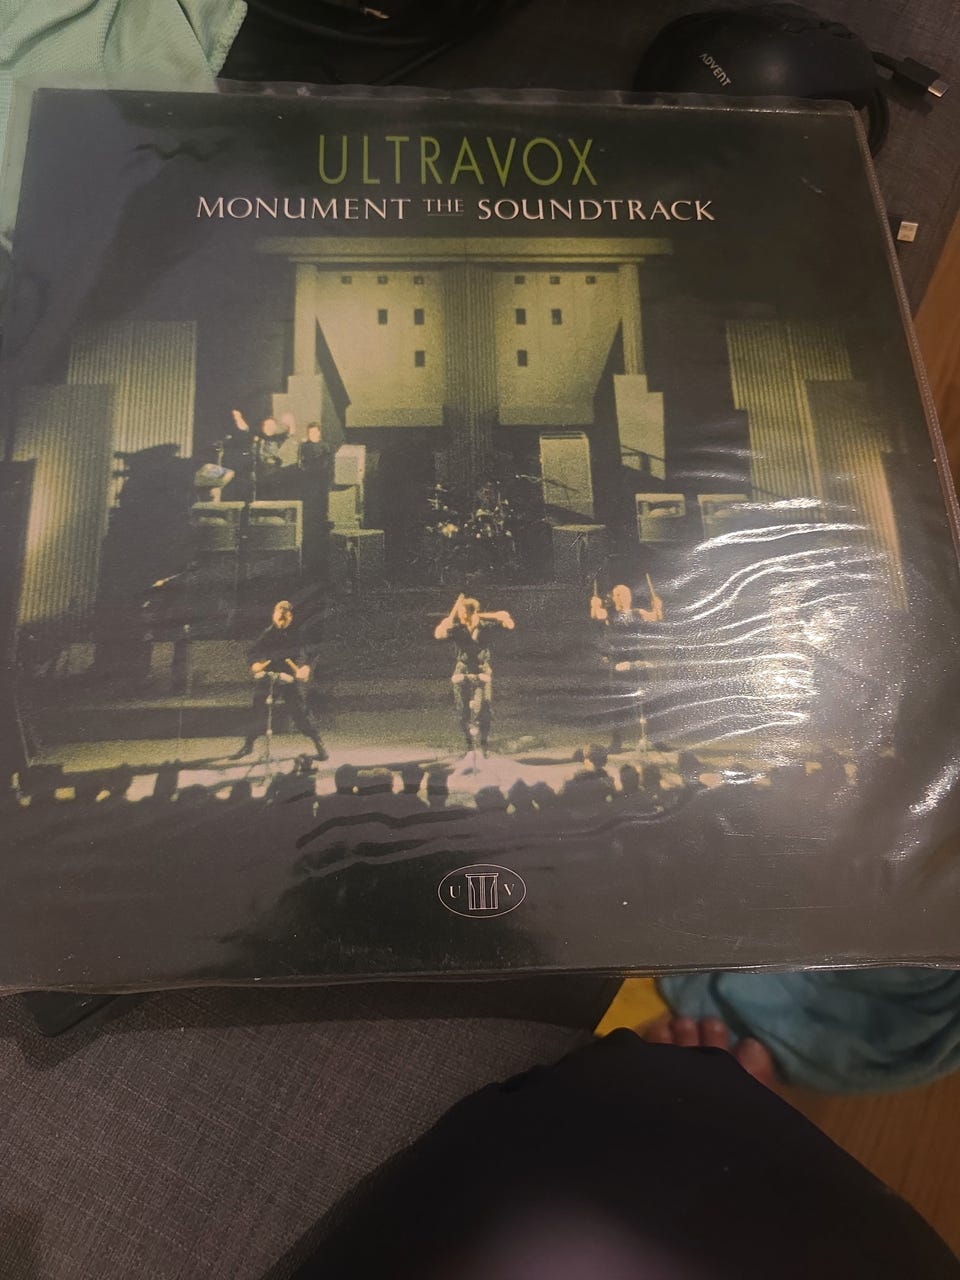 ADVENT
ULTRAVOX
MONUMENT THE SOUNDTRACK
U V